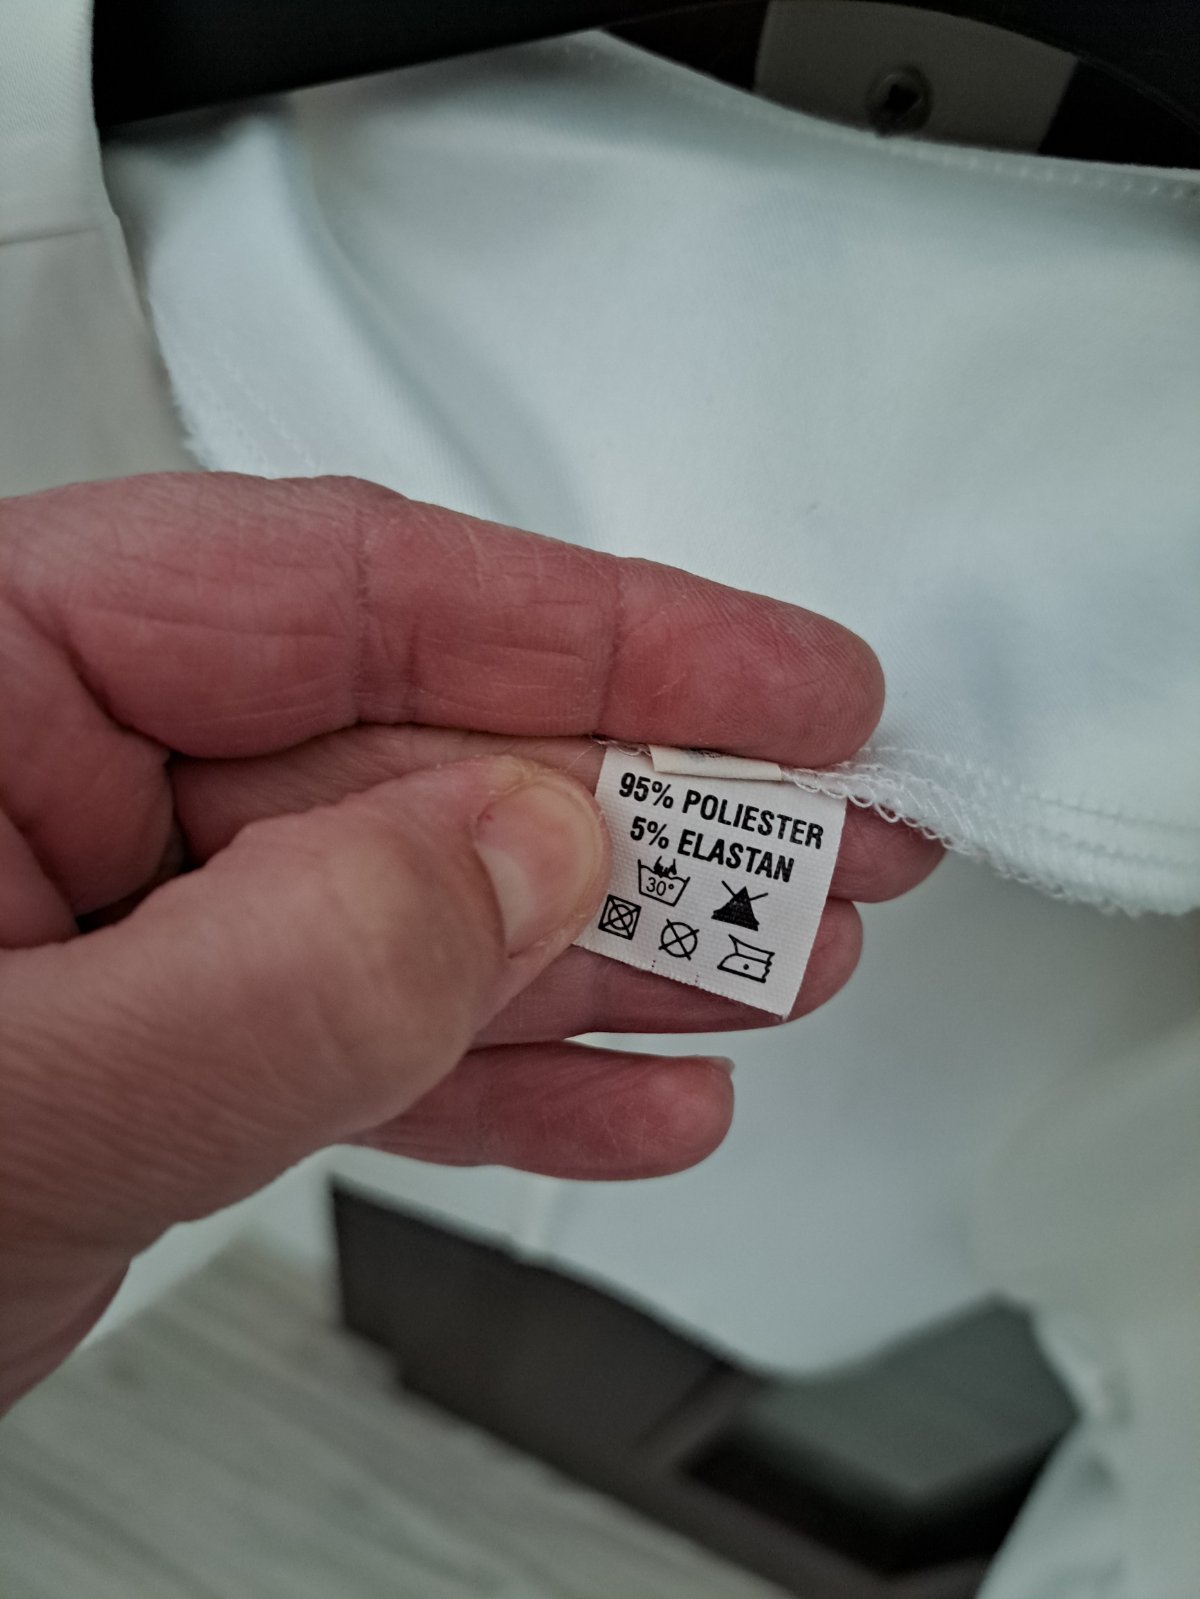 95% POLIESTER
5% ELASTAN
30°